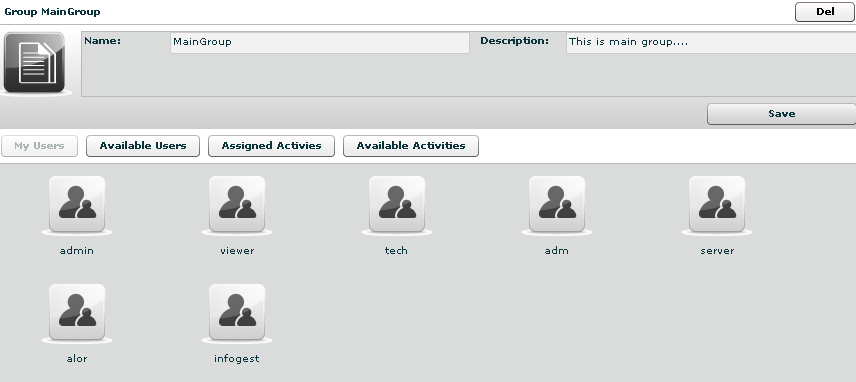 Group MainGroup Del
Name: MainGroup Description: This is main group....
Save
My Users Available Users Assigned Activies Available Activities
admin viewer tech adm server
alor infogest